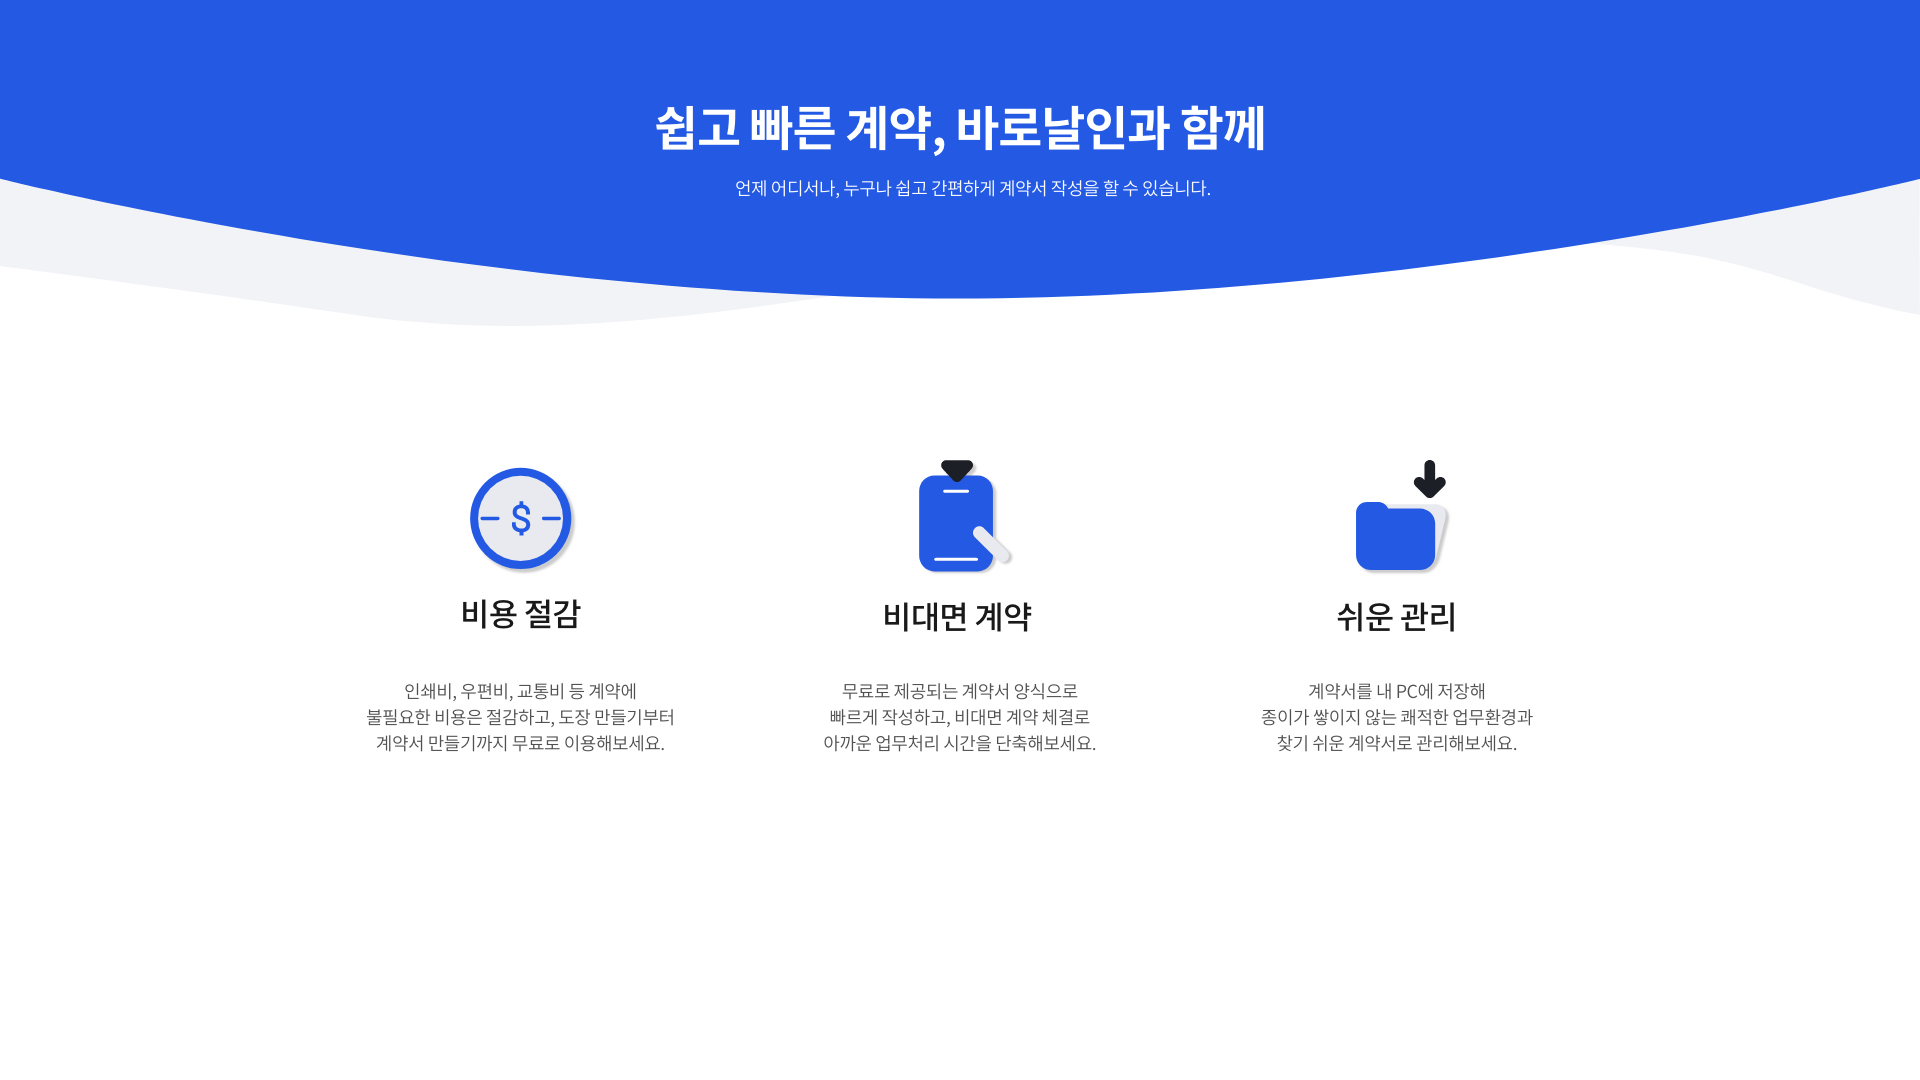 쉽고 빠른 계약, 바로날인과 함께
언제 어디서나, 누구나 쉽고 간편하게 계약서 작성을 할 수 있습니다.
$
비용 절감
인쇄비, 우편비, 교통비 등 계약에
불필요한 비용은 절감하고, 도장 만들기부터
계약서 만들기까지 무료로 이용해보세요.
비대면 계약
무료로 제공되는 계약서 양식으로
빠르게 작성하고, 비대면 계약 체결로
아까운 업무처리 시간을 단축해보세요.
쉬운 관리
계약서를 내 PC에 저장해
종이가 쌓이지 않는 쾌적한 업무환경과
찾기 쉬운 계약서로 관리해보세요.